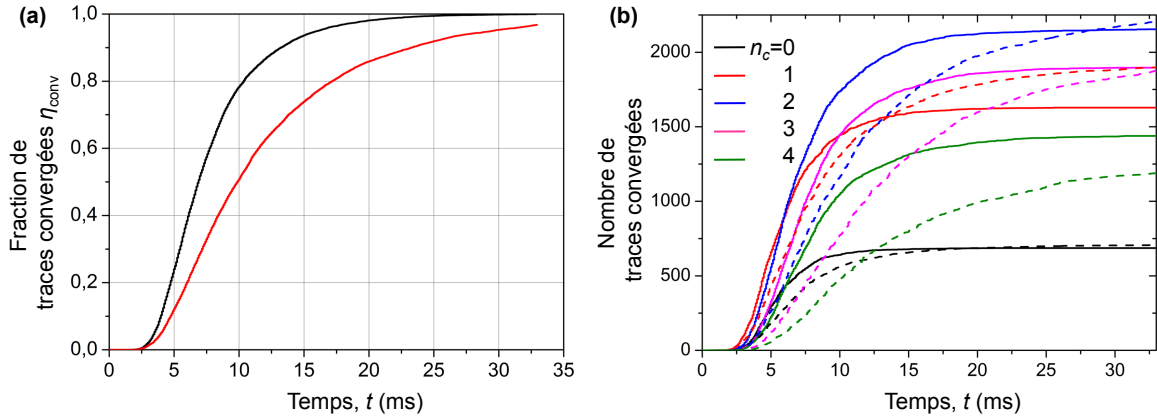 (a)
Fraction de
traces convergées ηconv
1,0
0,8
0,6
0,4
0,2
0,0
0 5 10 15 20 25 30 35
Temps, t (ms)
(b)
Nombre de
traces convergées
2000
1500
1000
500
0
nc=0
1
2
3
4
0 5 10 15 20 25 30
Temps, t (ms)